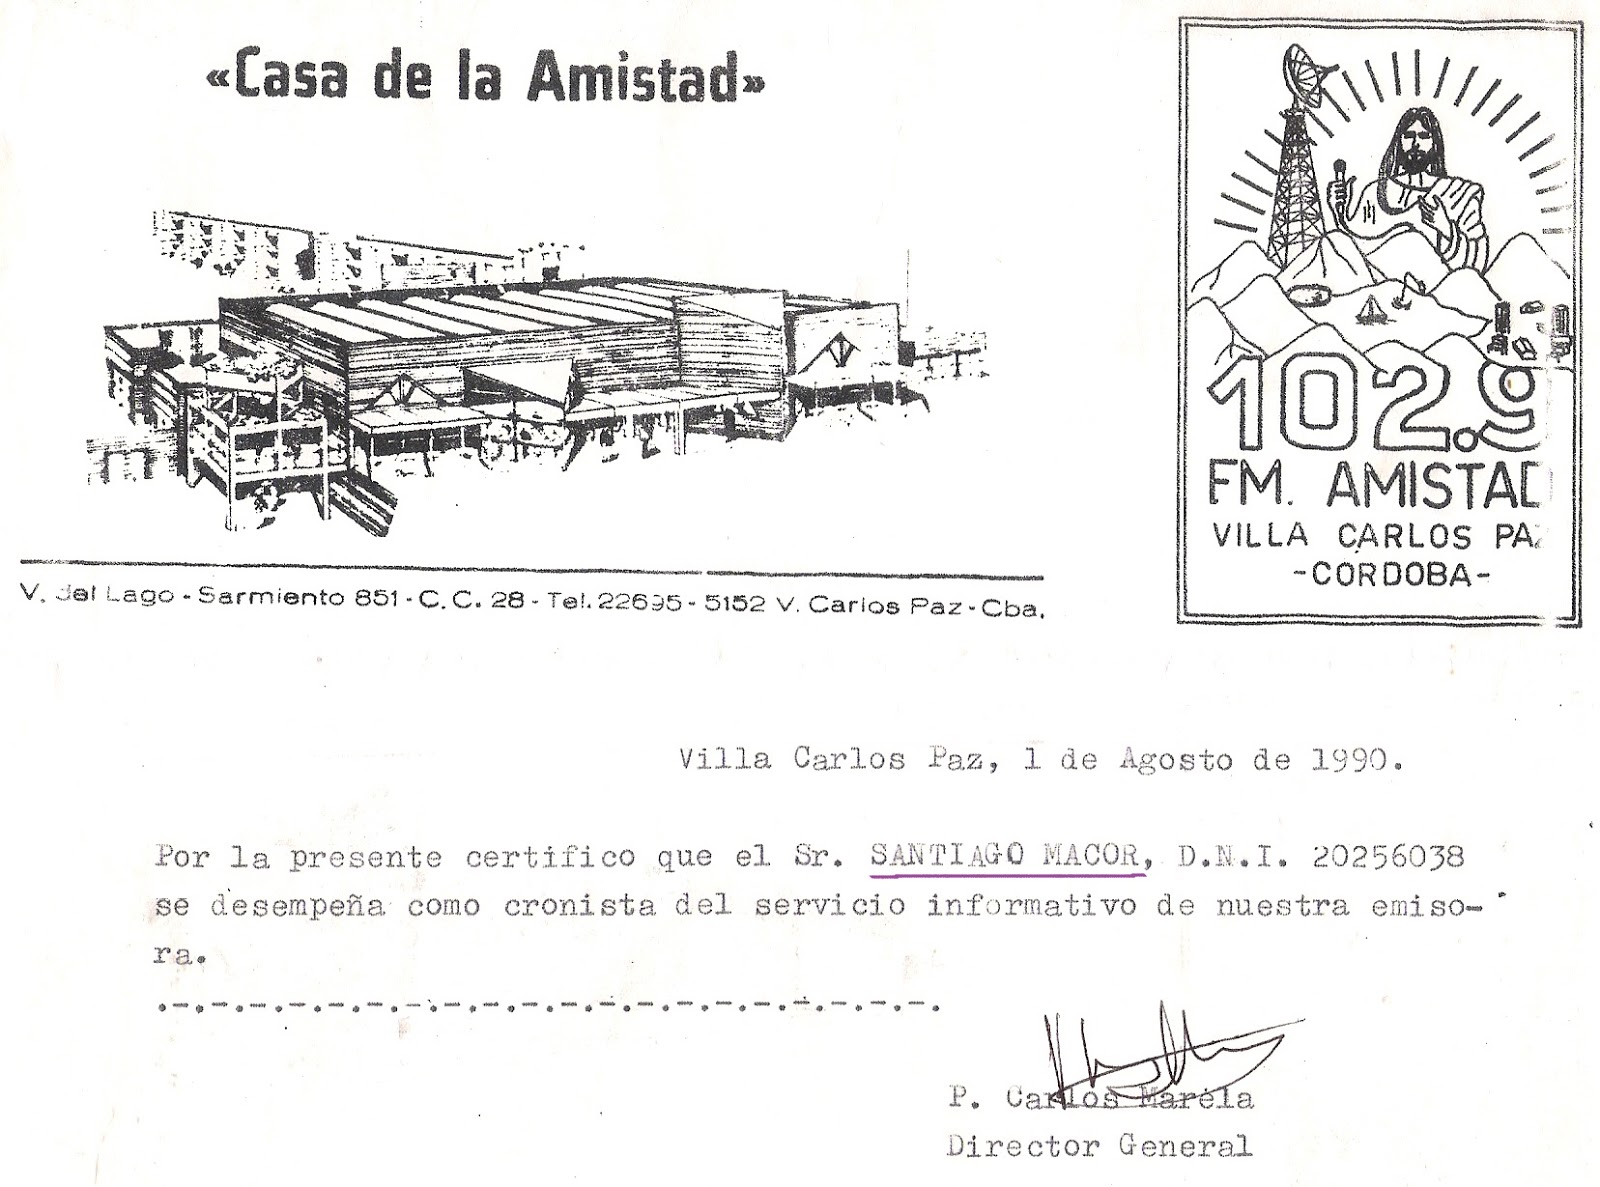 «Casa de la Amistad»
102.9
FM. AMISTAD
VILLA CARLOS PAZ
-CORDOBA-
V. del Lago - Sarmiento 851 - C.C. 28 - Tel. 22695 - 5152 V. Carlos Paz - Cba.
Villa Carlos Paz, 1 de Agosto de 1990.
Por la presente certifico que el Sr. SANTIAGO MACOR, D.N.I. 20256038
se desempeña como cronista del servicio informativo de nuestra emiso-
ra.
.-.-.-.-.-.-.-.-.-.-.-.-.-.-.-.-.-.-.-.-.
P. Carlos Marela
Director General